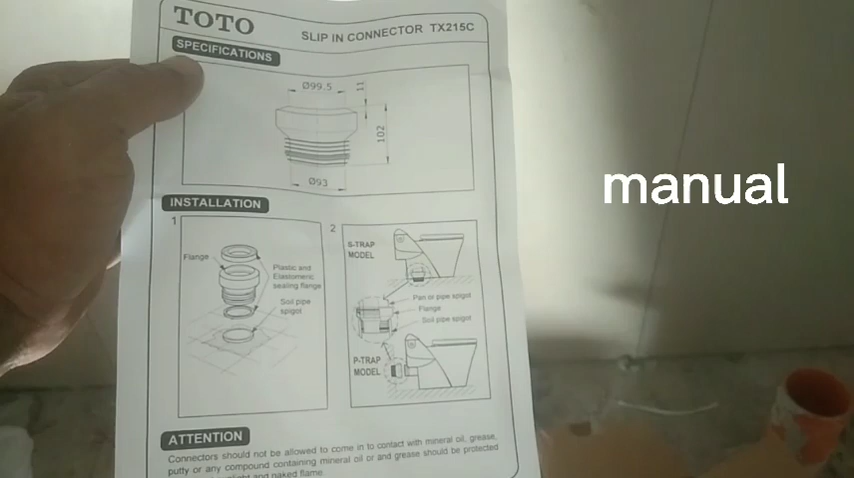 TOTO
SLIP IN CONNECTOR TX215C
SPECIFICATIONS
Ø99.5
11
102
Ø93
INSTALLATION
1
Flange
Plastic and
Elastomeric
sealing flange
Soil pipe
spigot
2
S-TRAP
MODEL
Pan or pipe spigot
Flange
Soil pipe spigot
P-TRAP
MODEL
ATTENTION
Connectors should not be allowed to come in to contact with mineral oil, grease,
putty or any compound containing mineral oil or and grease should be protected
and naked flame
manual